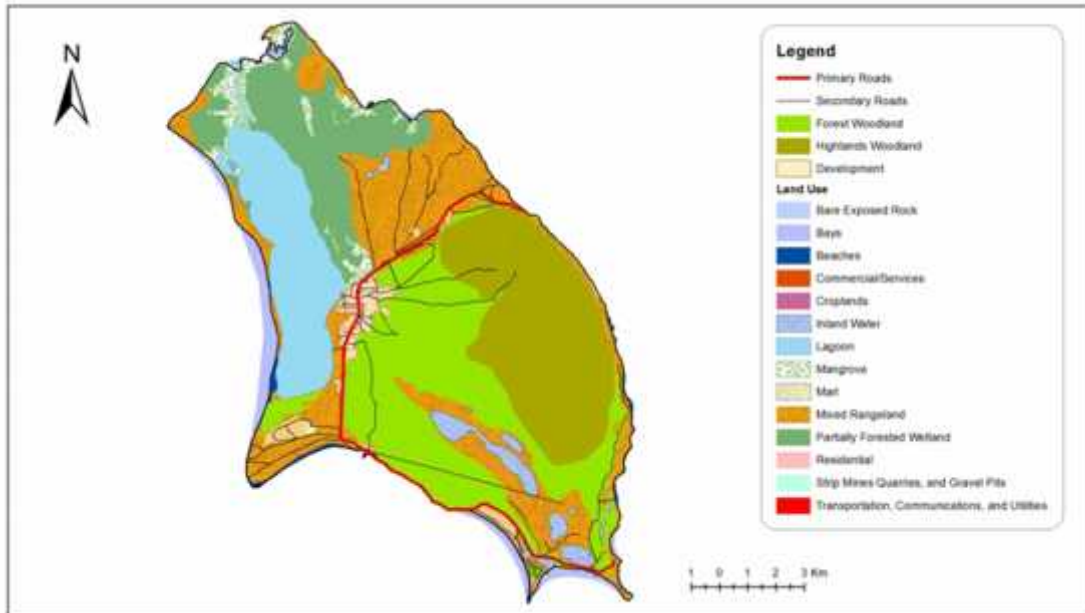 N
Legend
Primary Roads
Secondary Roads
Forest Woodland
Highlands Woodland
Development
Land Use
Bare Exposed Rock
Bays
Beaches
Commercial/Services
Croplands
Inland Water
Lagoon
Mangrove
Marl
Mixed Rangeland
Partially Forested Wetland
Residential
Strip Mines Quarries, and Gravel Pits
Transportation, Communications, and Utilities
1 0 1 2 3 Km